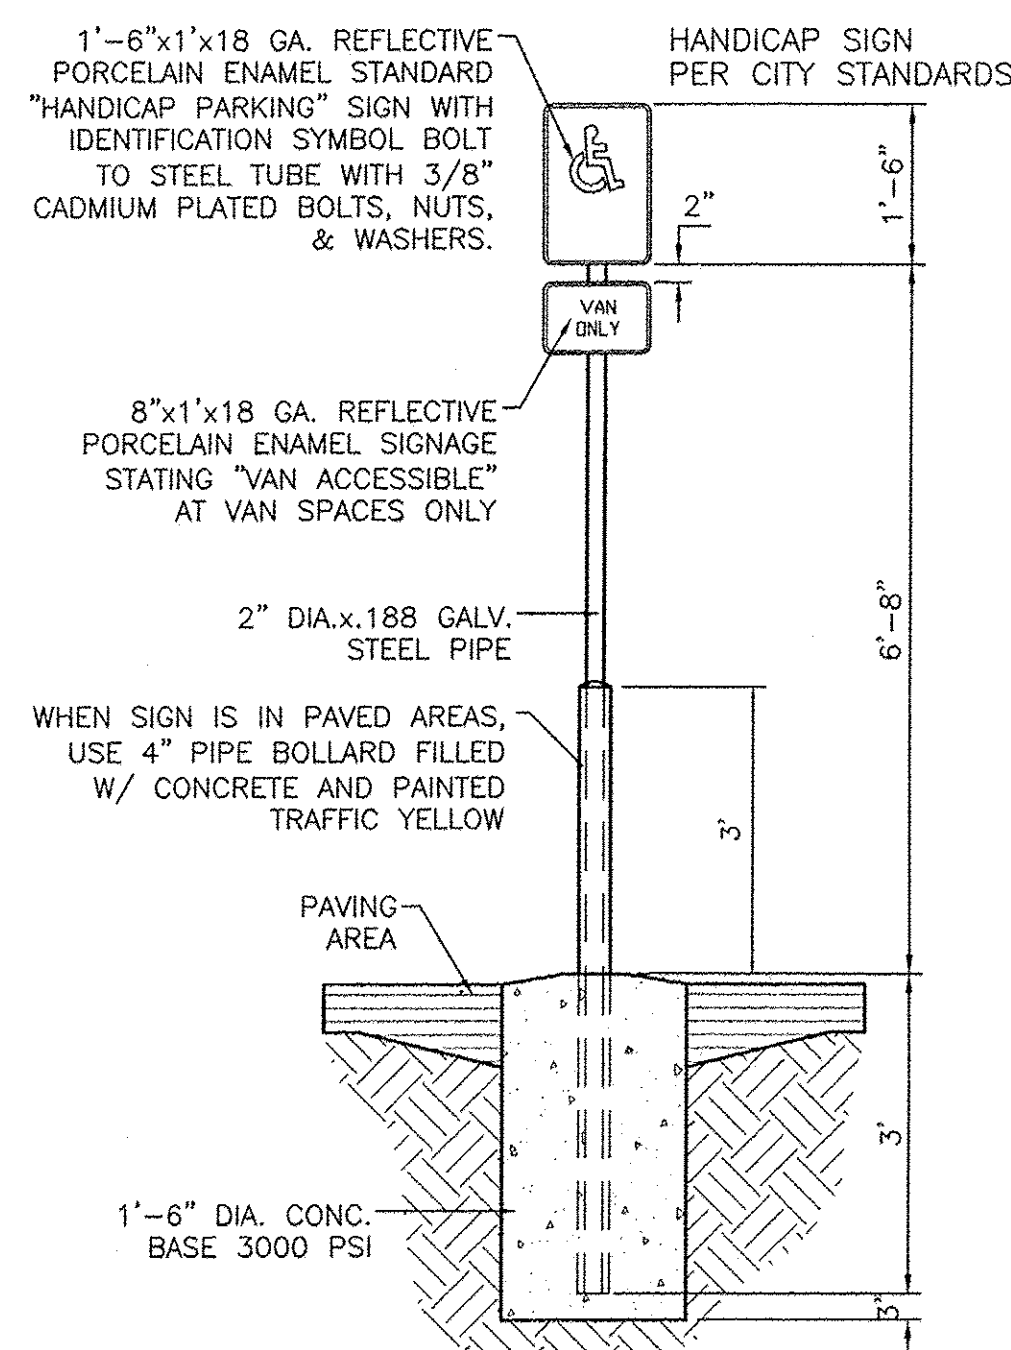 1'-6"x1'x18 GA. REFLECTIVE
PORCELAIN ENAMEL STANDARD
"HANDICAP PARKING" SIGN WITH
IDENTIFICATION SYMBOL BOLT
TO STEEL TUBE WITH 3/8"
CADMIUM PLATED BOLTS, NUTS,
& WASHERS.
HANDICAP SIGN
PER CITY STANDARDS
1'-6"
2"
VAN
ONLY
8"x1'x18 GA. REFLECTIVE
PORCELAIN ENAMEL SIGNAGE
STATING "VAN ACCESSIBLE"
AT VAN SPACES ONLY
6'-8"
2" DIA.x.188 GALV.
STEEL PIPE
WHEN SIGN IS IN PAVED AREAS,
USE 4" PIPE BOLLARD FILLED
W/ CONCRETE AND PAINTED
TRAFFIC YELLOW
3'
PAVING
AREA
3'
1'-6" DIA. CONC.
BASE 3000 PSI
3"